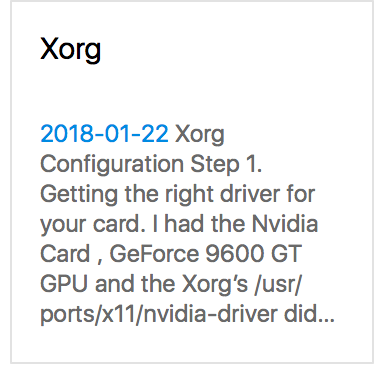 Xorg
2018-01-22 Xorg
Configuration Step 1.
Getting the right driver for
your card. I had the Nvidia
Card , GeForce 9600 GT
GPU and the Xorg’s /usr/
ports/x11/nvidia-driver did...